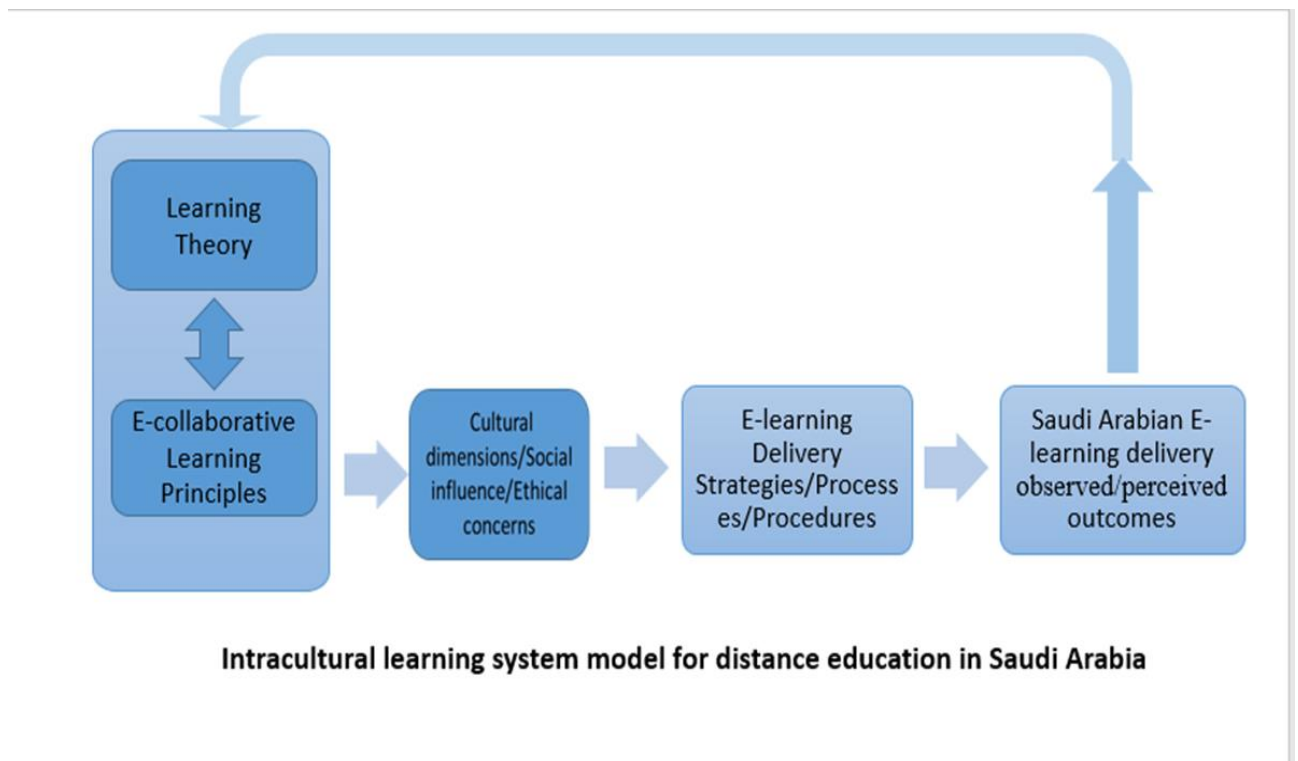 Learning
Theory
E-collaborative
Learning
Principles
Cultural
dimensions/Social
influence/Ethical
concerns
E-learning
Delivery
Strategies/Process
es/Procedures
Saudi Arabian E-
learning delivery
observed/perceived
outcomes
Intracultural learning system model for distance education in Saudi Arabia